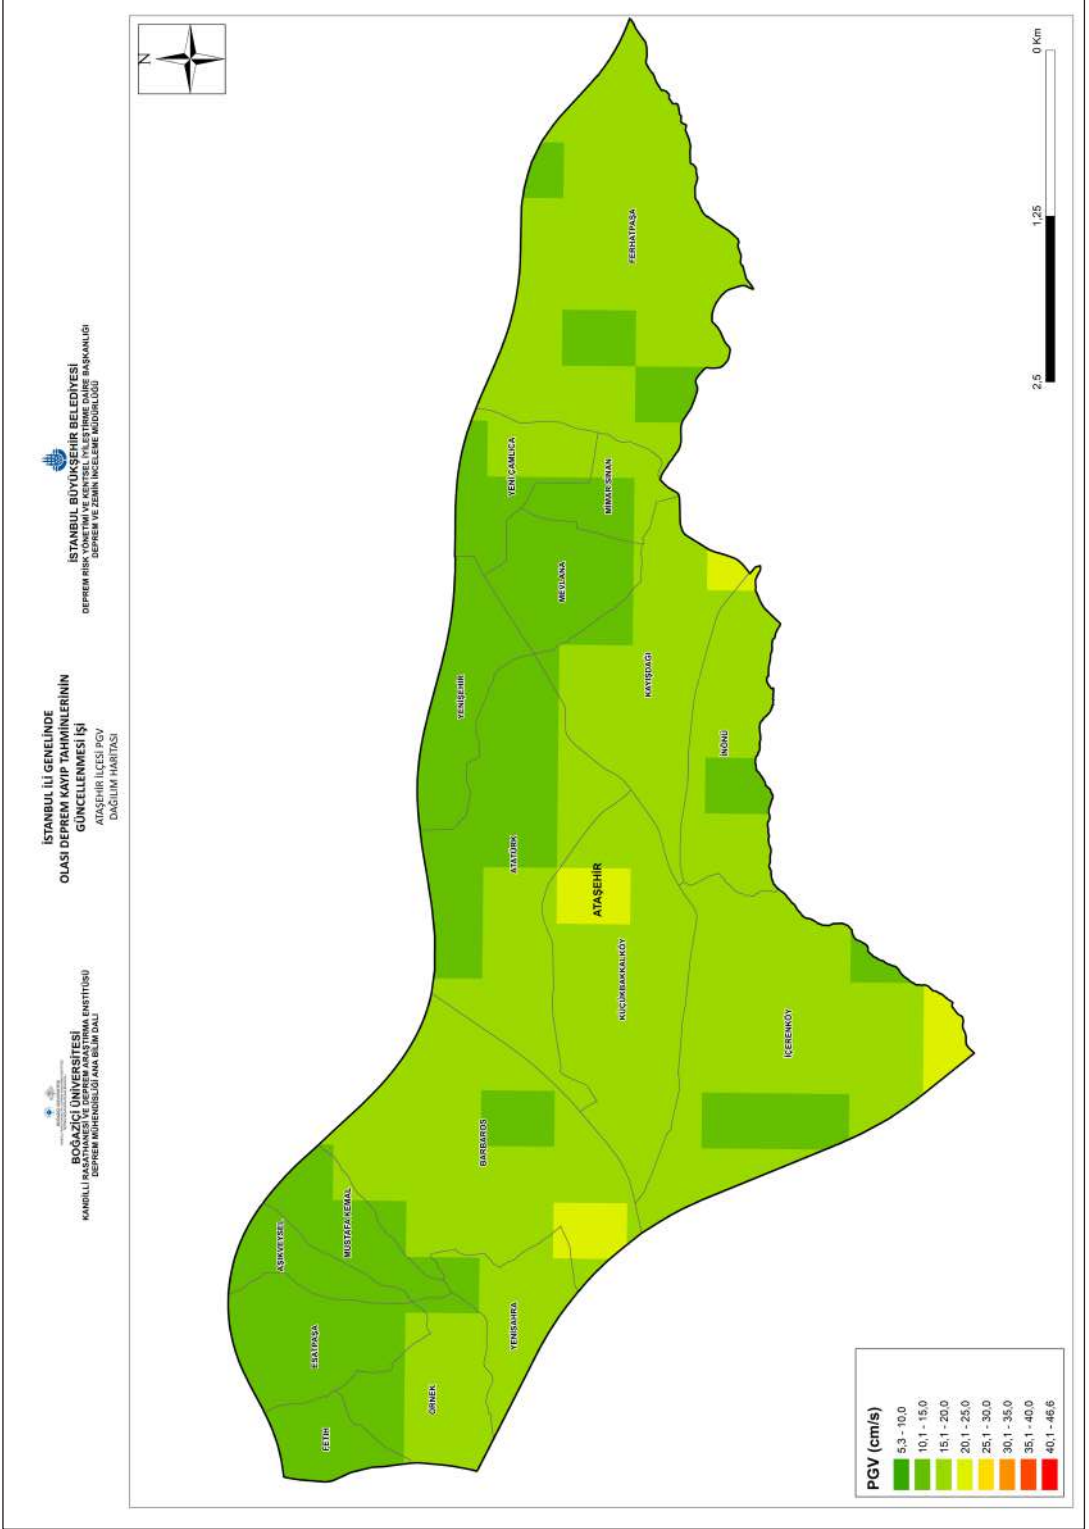 BOĞAZİÇİ ÜNİVERSİTESİ
KANDİLLİ RASATHANESİ VE DEPREM ARAŞTIRMA ENSTİTÜSÜ
DEPREM MÜHENDİSLİĞİ ANA BİLİM DALI
İSTANBUL İLİ GENELİNDE
OLASI DEPREM KAYIP TAHMİNLERİNİN
GÜNCELLENMESİ İŞİ
ATAŞEHİR İLÇESİ PGV
DAĞILIM HARİTASI
İSTANBUL BÜYÜKŞEHİR BELEDİYESİ
DEPREM RİSK YÖNETİMİ VE KENTSEL İYİLEŞTİRME DAİRE BAŞKANLIĞI
DEPREM VE ZEMİN İNCELEME MÜDÜRLÜĞÜ
N
FETİH
ESATPAŞA
AŞIKVEYSEL
MUSTAFA KEMAL
ÖRNEK
YENİSAHRA
BARBAROS
ATATÜRK
YENİŞEHİR
YENİ ÇAMLICA
MEVLANA
MİMAR SİNAN
FERHATPAŞA
KÜÇÜKBAKKALKÖY
ATAŞEHİR
KAYIŞDAĞI
İNÖNÜ
İÇERENKÖY
PGV (cm/s)
5,3 - 10,0
10,1 - 15,0
15,1 - 20,0
20,1 - 25,0
25,1 - 30,0
30,1 - 35,0
35,1 - 40,0
40,1 - 46,6
2,5 1,25 0 Km